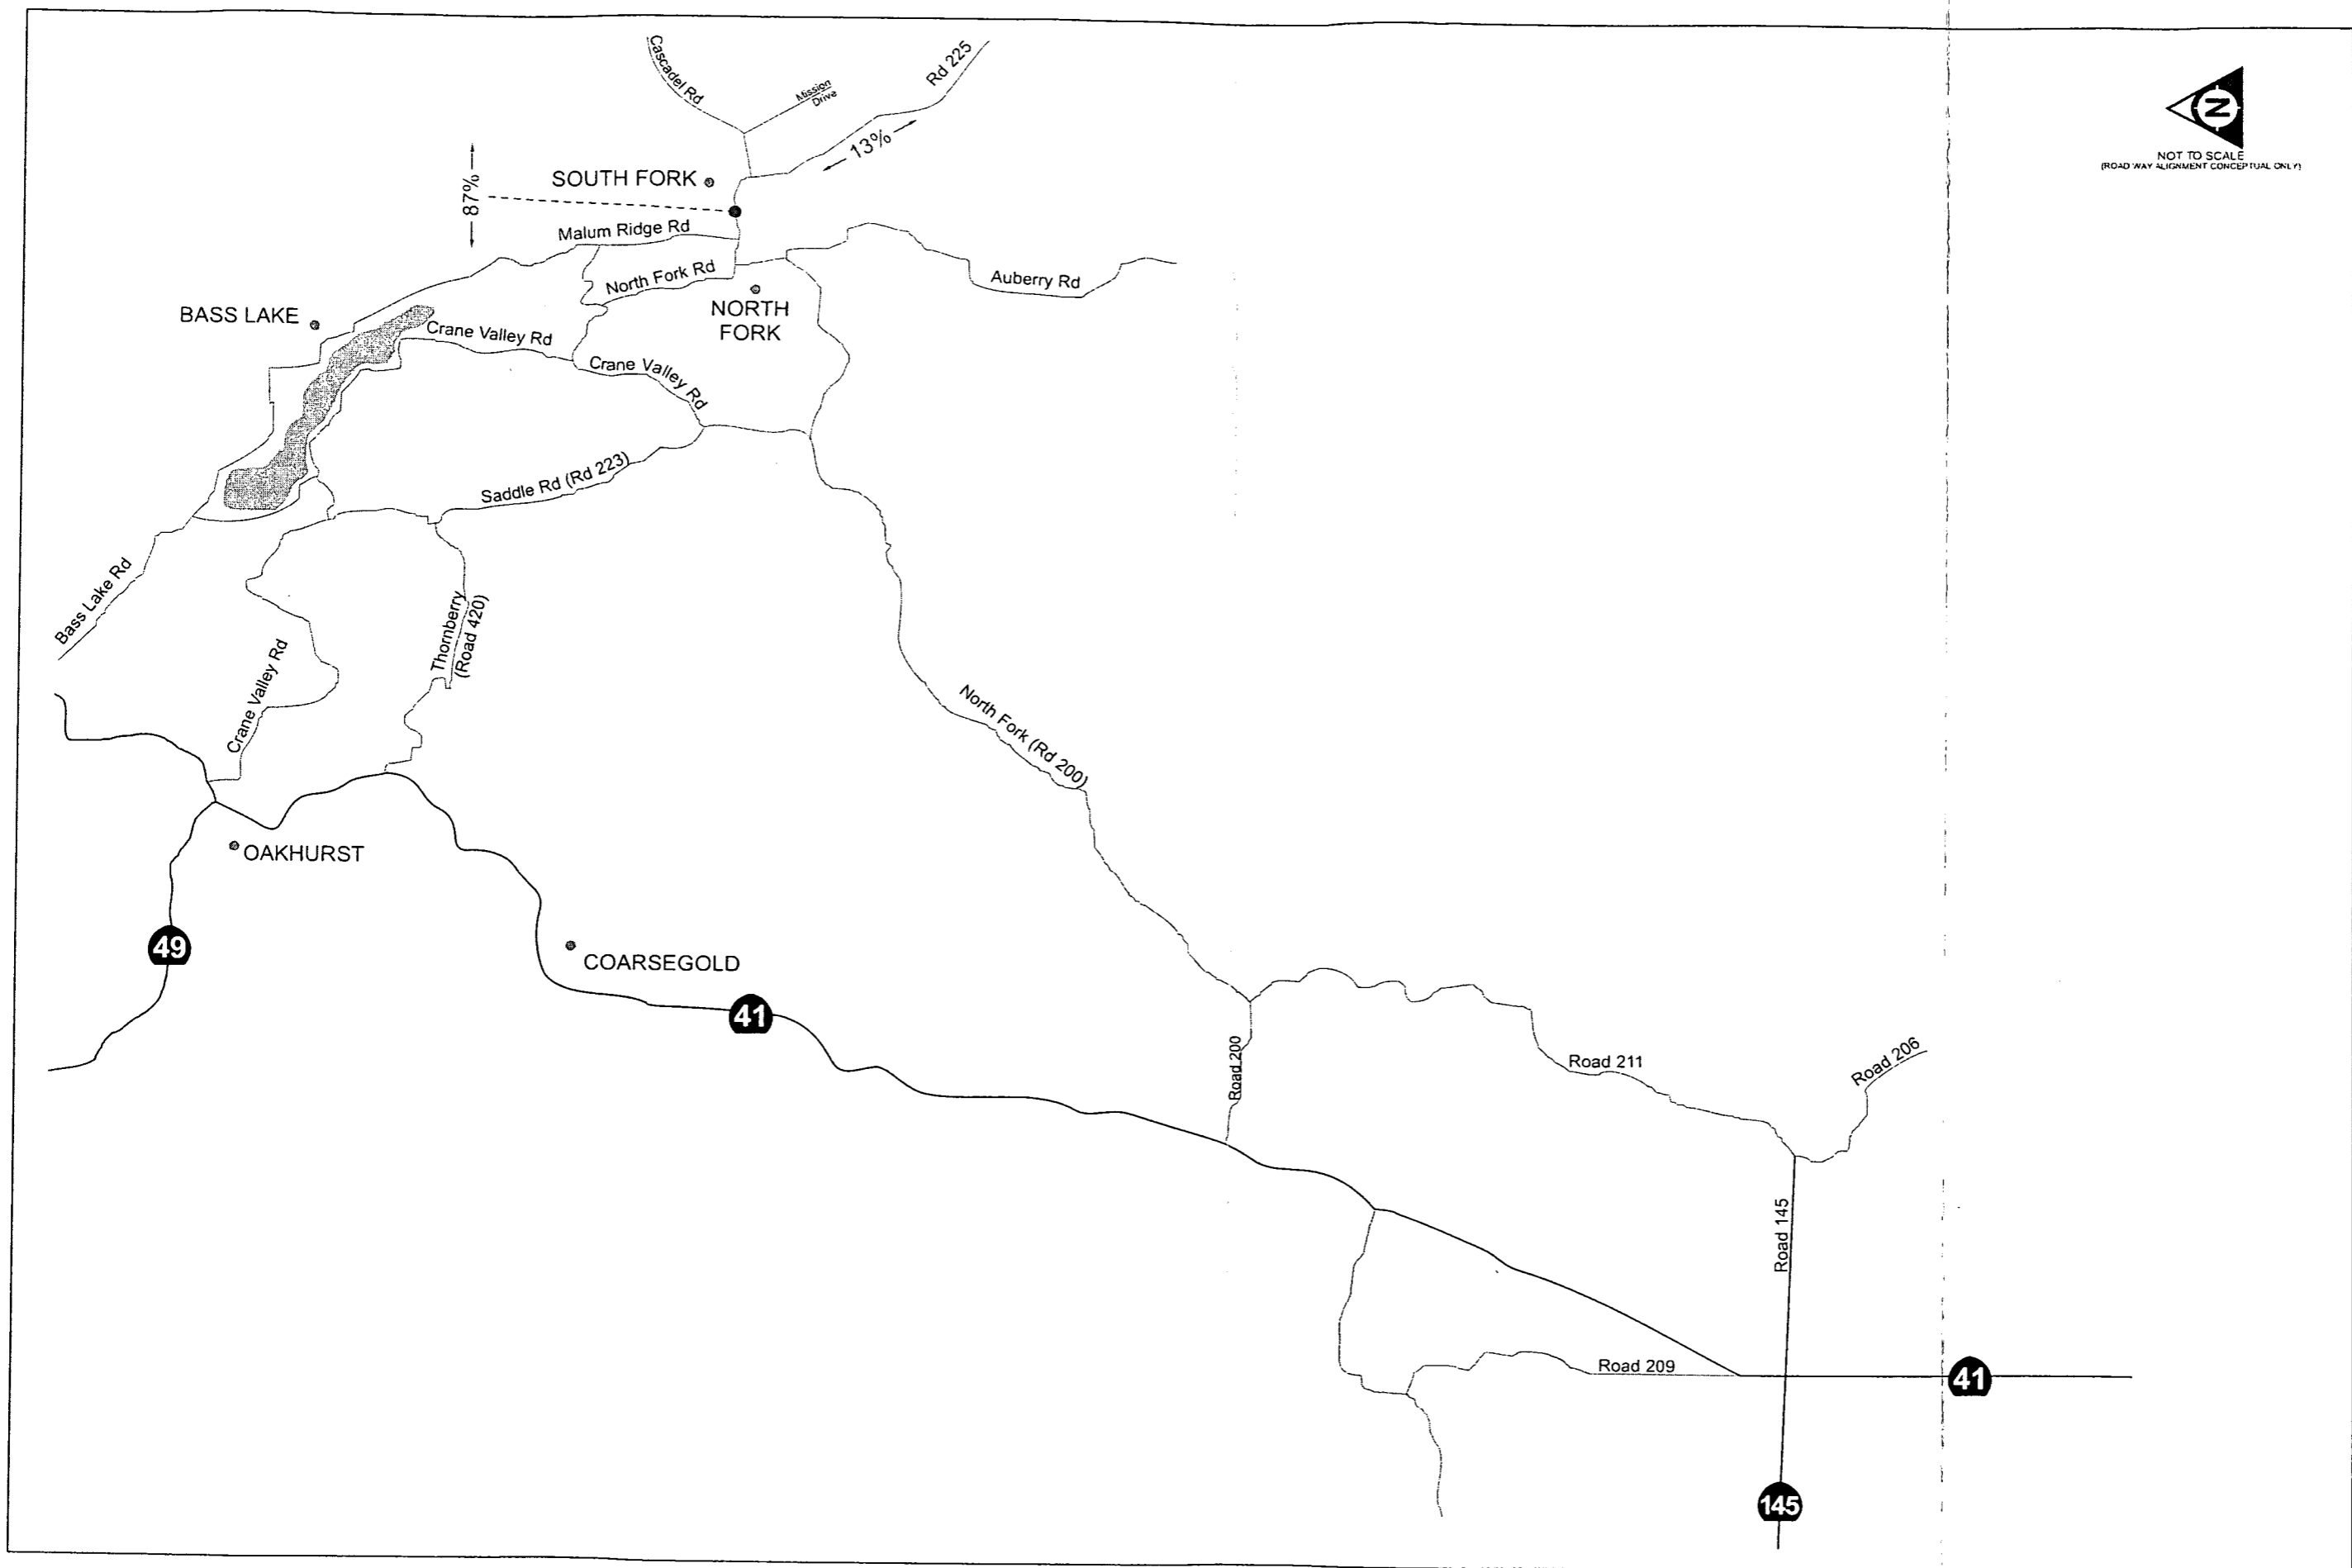 Cascadel Rd
Mission
Drive
Rd 225
13%
87%
SOUTH FORK
Malum Ridge Rd
North Fork Rd
NORTH
FORK
Auberry Rd
BASS LAKE
Crane Valley Rd
Crane Valley Rd
Saddle Rd (Rd 223)
Bass Lake Rd
Crane Valley Rd
Thornberry
(Road 420)
North Fork (Rd 200)
OAKHURST
49
COARSEGOLD
41
Road 200
Road 211
Road 206
Road 145
Road 209
41
145
N
NOT TO SCALE
(ROADWAY ALIGNMENT CONCEPTUAL ONLY)